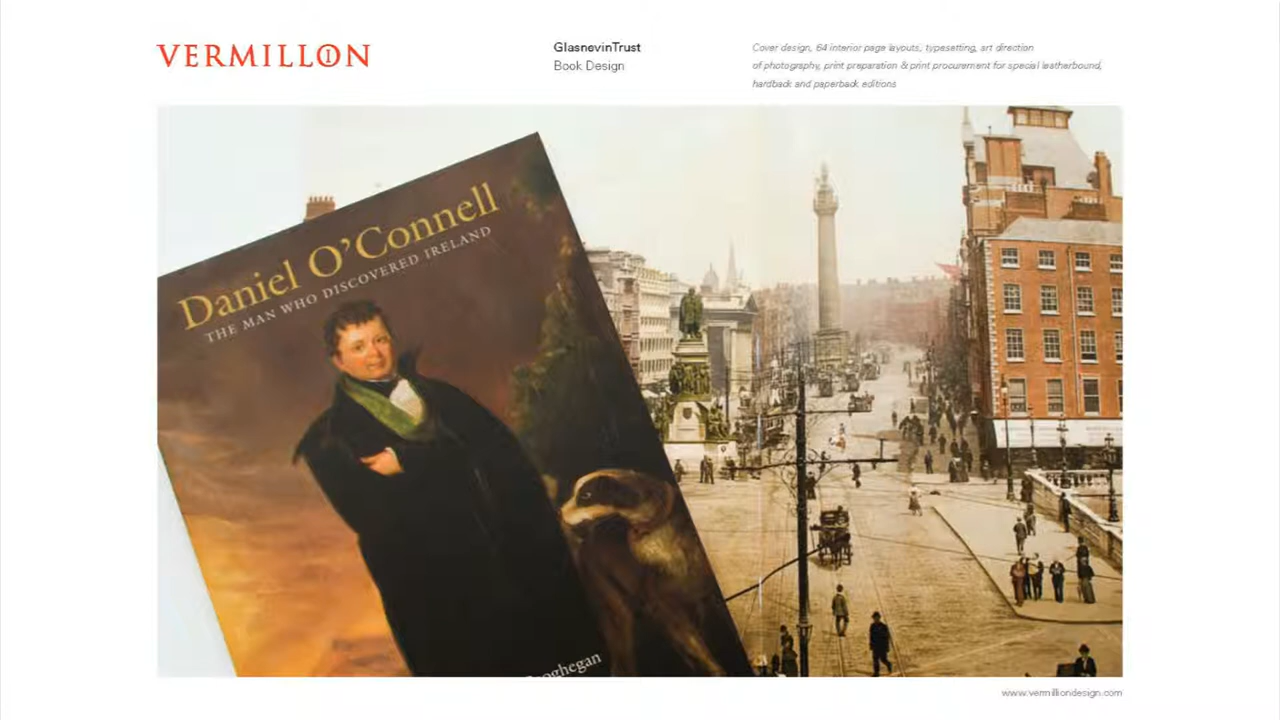 VERMILLION
GlasnevinTrust
Book Design
Cover design, 64 interior page layouts, typesetting, art direction
of photography, print preparation & print procurement for special leatherbound,
hardback and paperback editions
Daniel O'Connell
THE MAN WHO DISCOVERED IRELAND
www.vermilliondesign.com